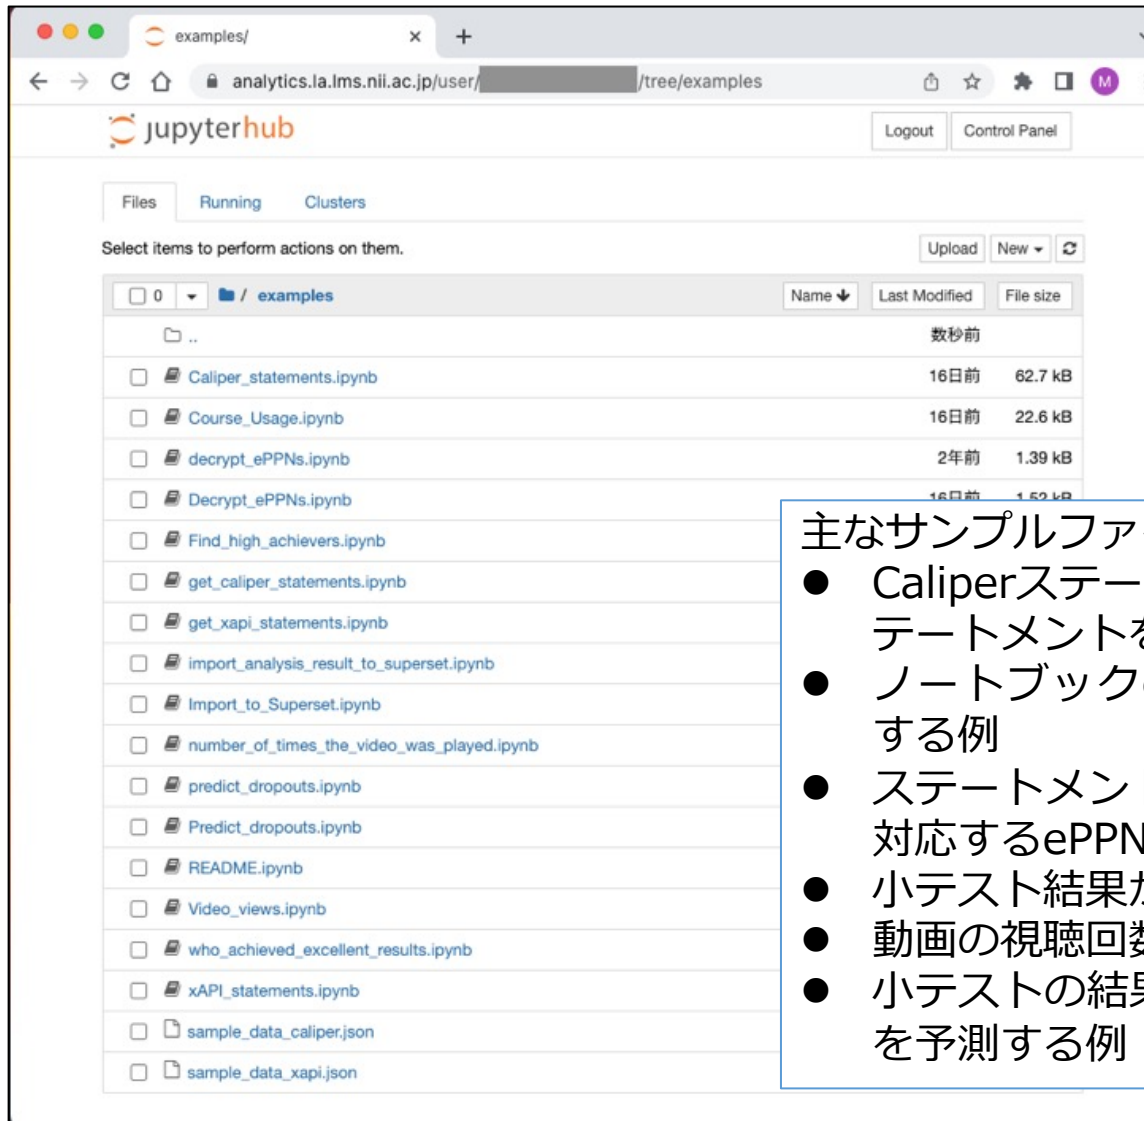 examples/
analytics.la.lms.nii.ac.jp/user/ /tree/examples
M
jupyterhub
Logout Control Panel
Files Running Clusters
Select items to perform actions on them.
Upload New
0 / examples Name Last Modified File size
.. 数秒前
Caliper_statements.ipynb 16日前 62.7 kB
Course_Usage.ipynb 16日前 22.6 kB
decrypt_ePPNs.ipynb 2年前 1.39 kB
Decrypt_ePPNs.ipynb 16日前 1.52 kB
Find_high_achievers.ipynb
get_caliper_statements.ipynb
get_xapi_statements.ipynb
import_analysis_result_to_superset.ipynb
Import_to_Superset.ipynb
number_of_times_the_video_was_played.ipynb
predict_dropouts.ipynb
Predict_dropouts.ipynb
README.ipynb
Video_views.ipynb
who_achieved_excellent_results.ipynb
xAPI_statements.ipynb
sample_data_caliper.json
sample_data_xapi.json
主なサンプルファ
● Caliperステー
テートメント
● ノートブック
する例
● ステートメン
対応するePPN
● 小テスト結果
● 動画の視聴回
● 小テストの結
を予測する例